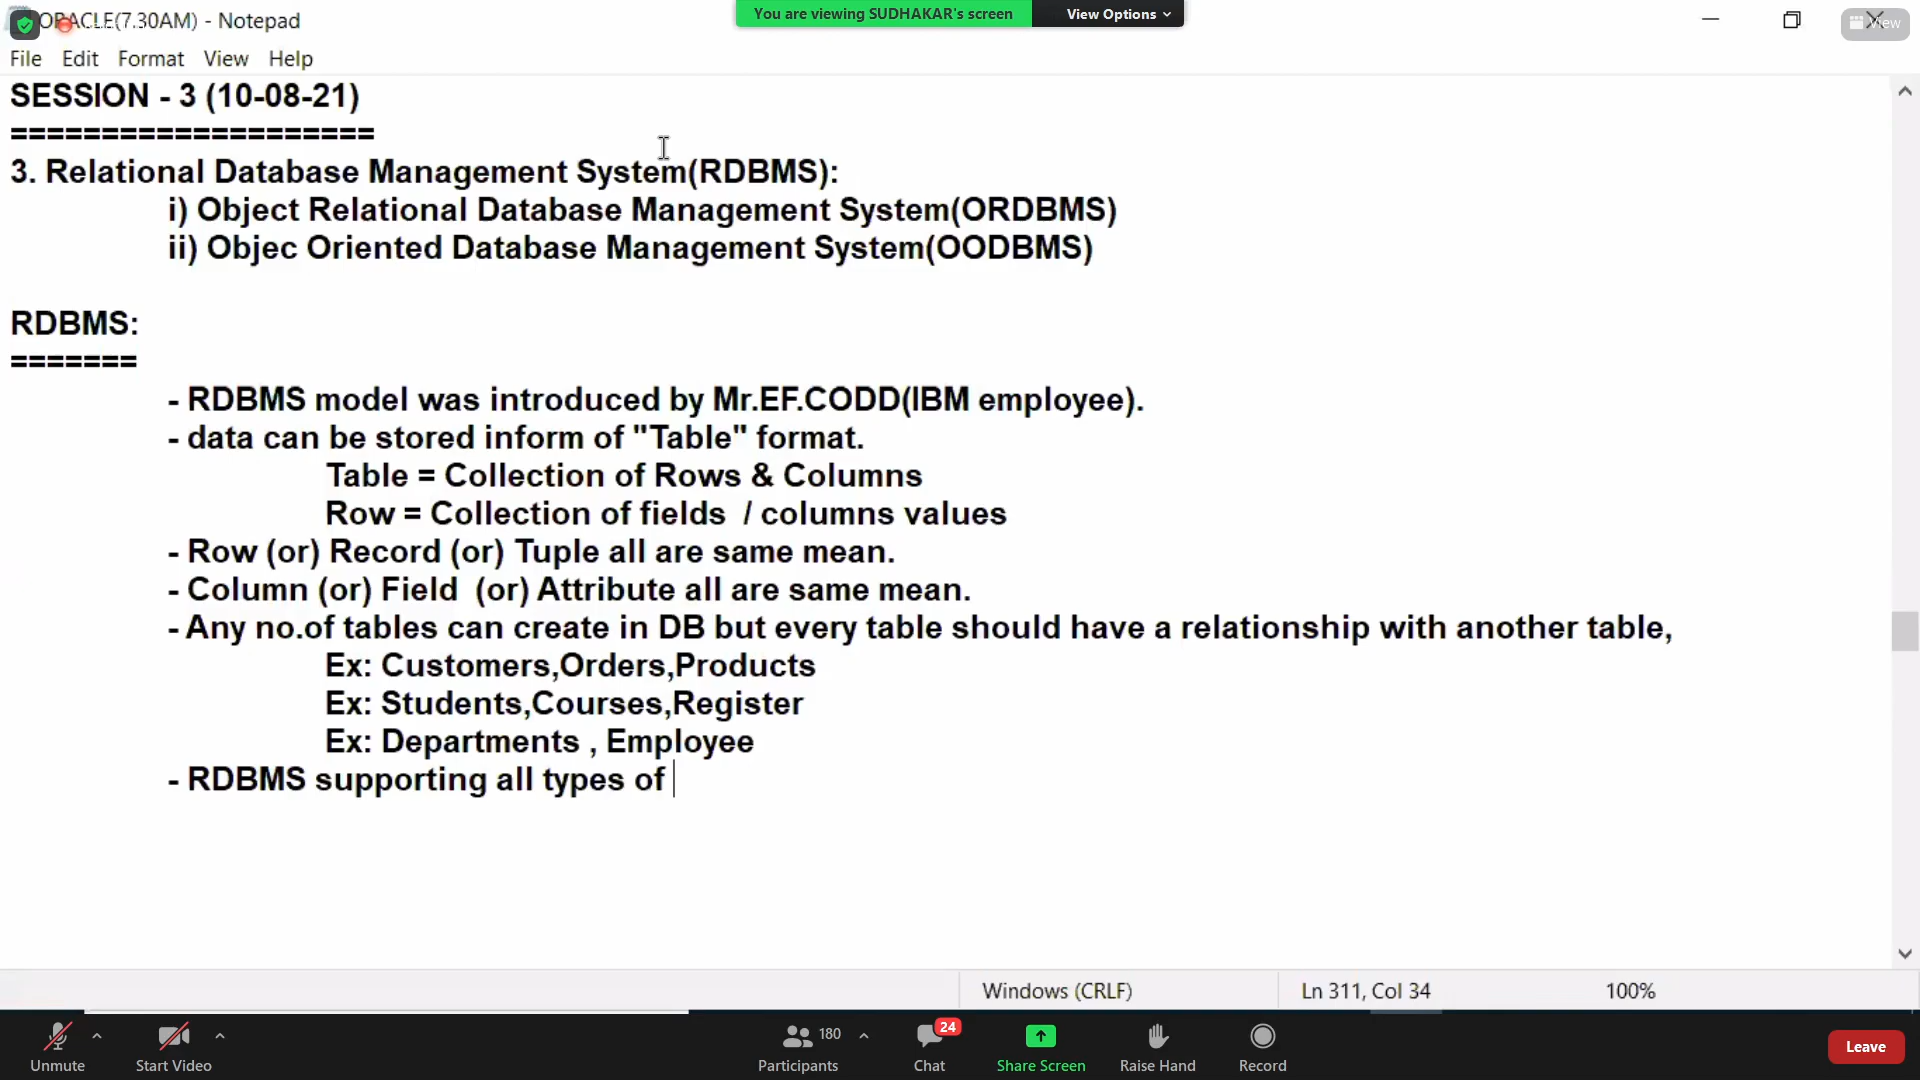 ORACLE(7.30AM) - Notepad
You are viewing SUDHAKAR's screen
View Options
View
File Edit Format View Help
SESSION - 3 (10-08-21)
====================
3. Relational Database Management System(RDBMS):
i) Object Relational Database Management System(ORDBMS)
ii) Objec Oriented Database Management System(OODBMS)
RDBMS:
=======
- RDBMS model was introduced by Mr.EF.CODD(IBM employee).
- data can be stored inform of "Table" format.
Table = Collection of Rows & Columns
Row = Collection of fields / columns values
- Row (or) Record (or) Tuple all are same mean.
- Column (or) Field (or) Attribute all are same mean.
- Any no.of tables can create in DB but every table should have a relationship with another table,
Ex: Customers,Orders,Products
Ex: Students,Courses,Register
Ex: Departments , Employee
- RDBMS supporting all types of
Windows (CRLF) Ln 311, Col 34 100%
180 24
Unmute Start Video Participants Chat Share Screen Raise Hand Record Leave